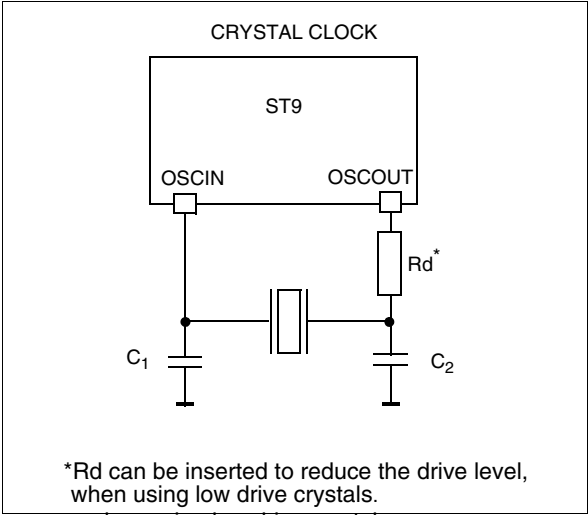 CRYSTAL CLOCK
ST9
OSCIN
OSCOUT
Rd*
C1
C2
*Rd can be inserted to reduce the drive level,
when using low drive crystals.